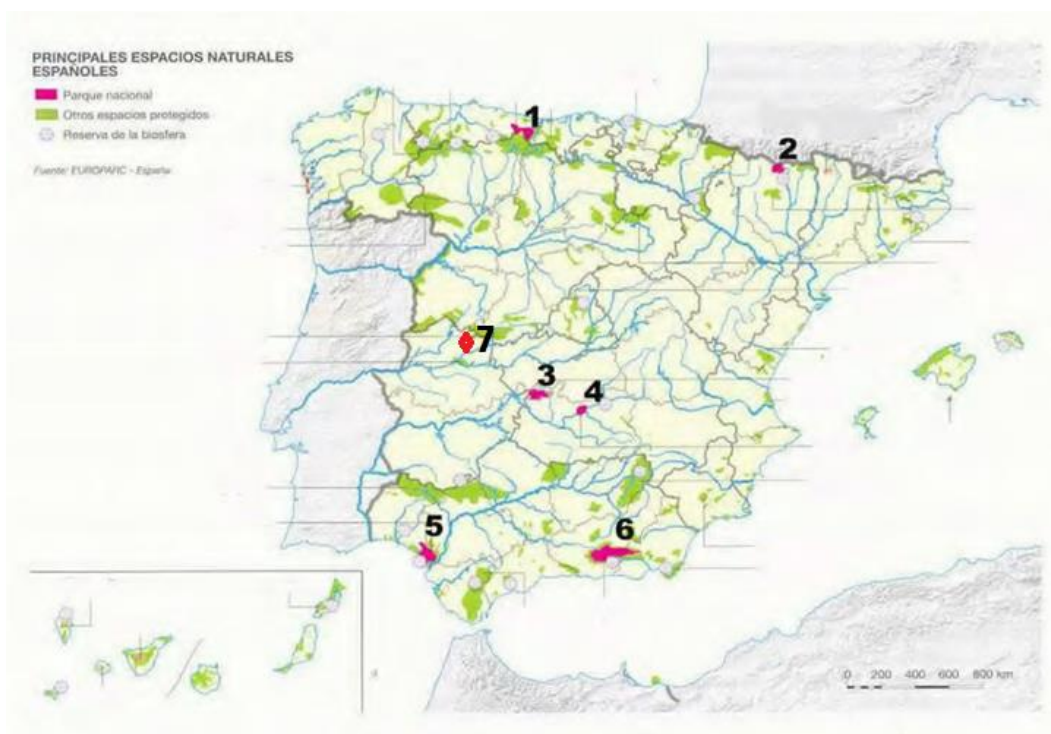 PRINCIPALES ESPACIOS NATURALES
ESPAÑOLES
Parque nacional
Otros espacios protegidos
Reserva de la biosfera
Fuente: EUROPARC - España
1
2
7
3
4
5
6
0 200 400 600 800 km